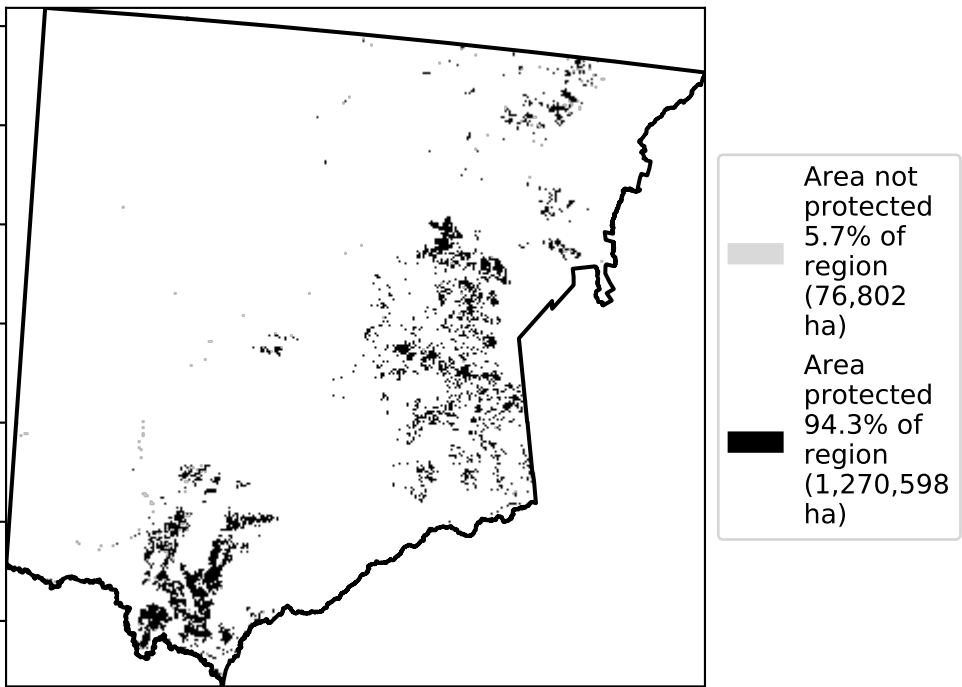 Area not
protected
5.7% of
region
(76,802
ha)
Area
protected
94.3% of
region
(1,270,598
ha)